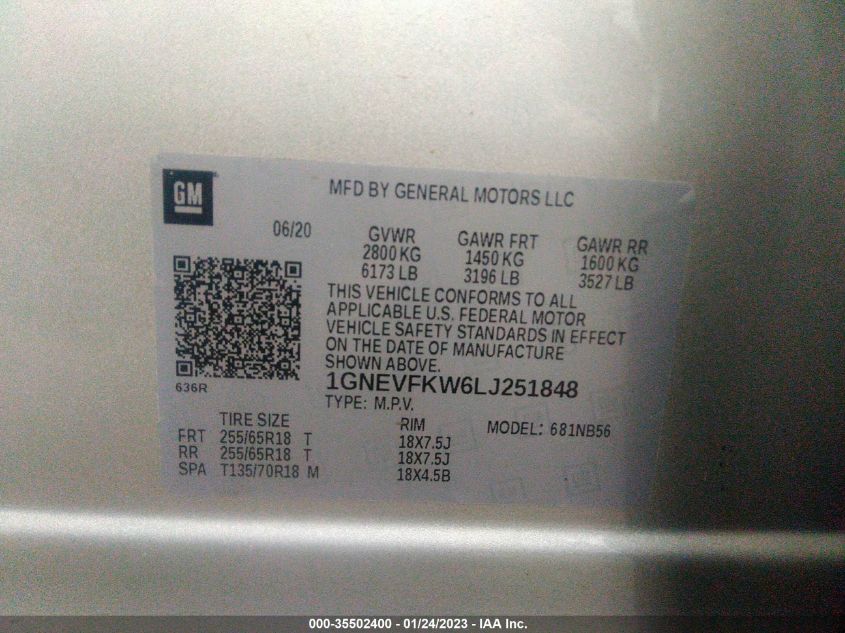 GM
MFD BY GENERAL MOTORS LLC
06/20
GVWR GAWR FRT GAWR RR
2800 KG 1450 KG 1600 KG
6173 LB 3196 LB 3527 LB
THIS VEHICLE CONFORMS TO ALL
APPLICABLE U.S. FEDERAL MOTOR
VEHICLE SAFETY STANDARDS IN EFFECT
ON THE DATE OF MANUFACTURE
SHOWN ABOVE.
636R
1GNEVFKW6LJ251848
TYPE: M.P.V.
TIRE SIZE RIM MODEL: 681NB56
FRT 255/65R18 T 18X7.5J
RR 255/65R18 T 18X7.5J
SPA T135/70R18 M 18X4.5B
000-35502400 - 01/24/2023 - IAA Inc.